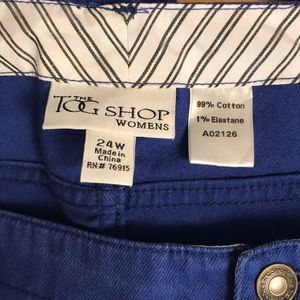 THE
TOG SHOP
WOMENS
24W
Made in
China
RN# 76915
99% Cotton
1% Elastane
A02126